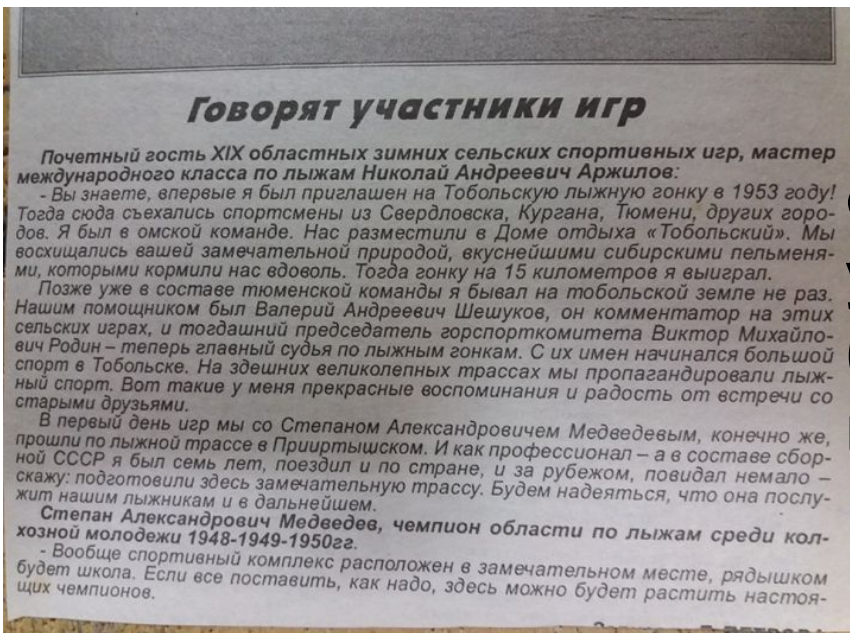 Говорят участники игр
Почетный гость XIX областных зимних сельских спортивных игр, мастер
международного класса по лыжам Николай Андреевич Аржилов:
- Вы знаете, впервые я был приглашен на Тобольскую лыжную гонку в 1953 году!
Тогда сюда съехались спортсмены из Свердловска, Кургана, Тюмени, других горо-
дов. Я был в омской команде. Нас разместили в Доме отдыха «Тобольский». Мы
восхищались вашей замечательной природой, вкуснейшими сибирскими пельменя-
ми, которыми кормили нас вдоволь. Тогда гонку на 15 километров я выиграл.
Позже уже в составе тюменской команды я бывал на тобольской земле не раз.
Нашим помощником был Валерий Андреевич Шешуков, он комментатор на этих
сельских играх, и тогдашний председатель горспорткомитета Виктор Михайло-
вич Родин – теперь главный судья по лыжным гонкам. С их имен начинался большой
спорт в Тобольске. На здешних великолепных трассах мы пропагандировали лыж-
ный спорт. Вот такие у меня прекрасные воспоминания и радость от встречи со
старыми друзьями.
В первый день игр мы со Степаном Александровичем Медведевым, конечно же,
прошли по лыжной трассе в Прииртышском. И как профессионал – а в составе сбор-
ной СССР я был семь лет, поездил и по стране, и за рубежом, повидал немало –
скажу: подготовили здесь замечательную трассу. Будем надеяться, что она послу-
жит нашим лыжникам и в дальнейшем.
Степан Александрович Медведев, чемпион области по лыжам среди кол-
хозной молодежи 1948-1949-1950гг.
- Вообще спортивный комплекс расположен в замечательном месте, рядышком
будет школа. Если все поставить, как надо, здесь можно будет растить настоя-
щих чемпионов.